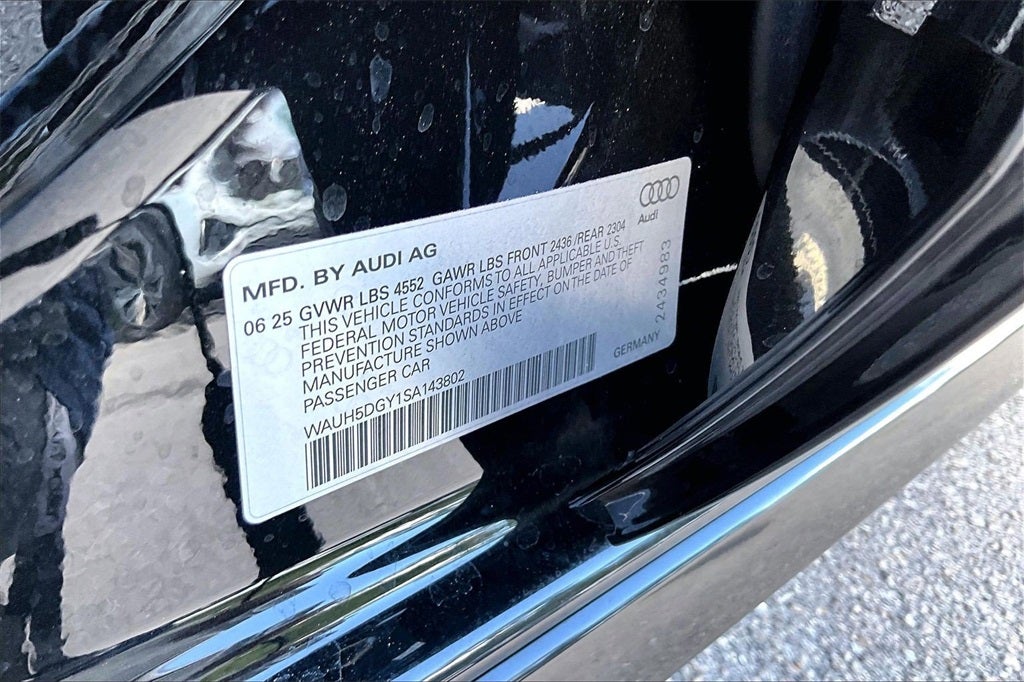 Audi
MFD. BY AUDI AG
06 25 GVWR LBS 4552 GAWR LBS FRONT 2436 /REAR 2304
THIS VEHICLE CONFORMS TO ALL APPLICABLE U.S.
FEDERAL MOTOR VEHICLE SAFETY, BUMPER AND THEFT
PREVENTION STANDARDS IN EFFECT ON THE DATE OF
MANUFACTURE SHOWN ABOVE
PASSENGER CAR
WAUH5DGY1SA143802
GERMANY
2434983